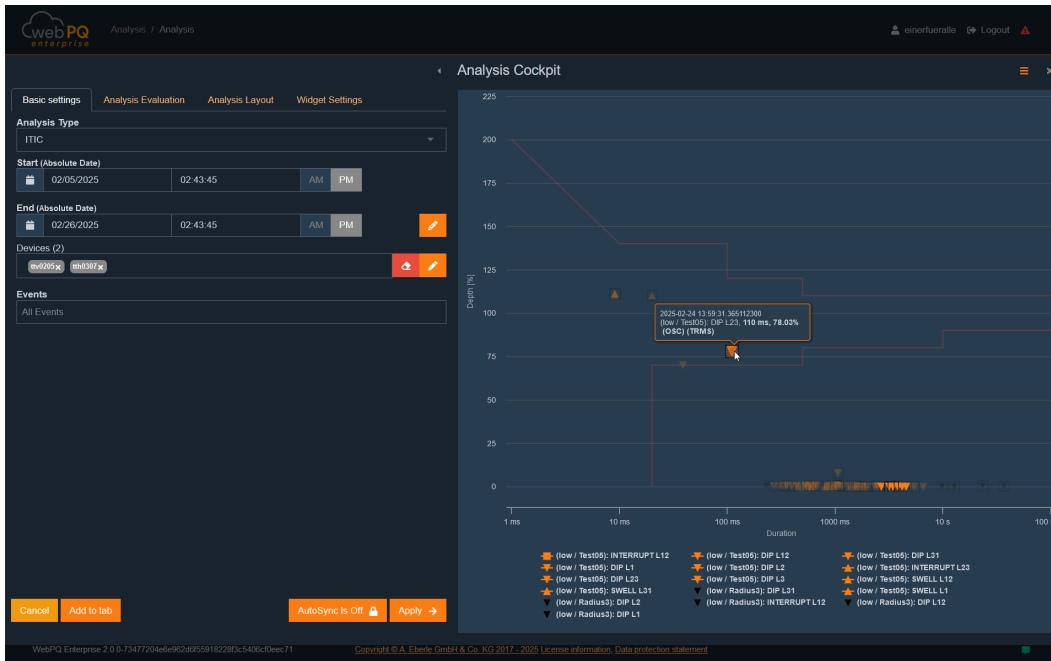 webPQ
enterprise
Analysis / Analysis
einerfueralle
Logout
Analysis Cockpit
Basic settings
Analysis Evaluation
Analysis Layout
Widget Settings
Analysis Type
ITIC
Start (Absolute Date)
02/05/2025
02:43:45
AM
PM
End (Absolute Date)
02/26/2025
02:43:45
AM
PM
Devices (2)
ttv0205 x
tth0307 x
Events
All Events
Cancel
Add to tab
AutoSync Is Off
Apply
225
200
175
150
125
100
75
50
25
0
Depth [%]
2025-02-24 13:59:31.365112300
(low / Test05): DIP L23, 110 ms, 78.03%
(OSC) (TRMS)
1 ms
10 ms
100 ms
1000 ms
10 s
100
Duration
(low / Test05): INTERRUPT L12
(low / Test05): DIP L12
(low / Test05): DIP L31
(low / Test05): DIP L1
(low / Test05): DIP L2
(low / Test05): INTERRUPT L23
(low / Test05): DIP L23
(low / Test05): DIP L3
(low / Test05): SWELL L12
(low / Test05): SWELL L31
(low / Radius3): DIP L31
(low / Test05): SWELL L1
(low / Radius3): DIP L2
(low / Radius3): INTERRUPT L12
(low / Radius3): DIP L12
(low / Radius3): DIP L1
Copyright © A. Eberle GmbH & Co. KG 2017 - 2025 License information, Data protection statement